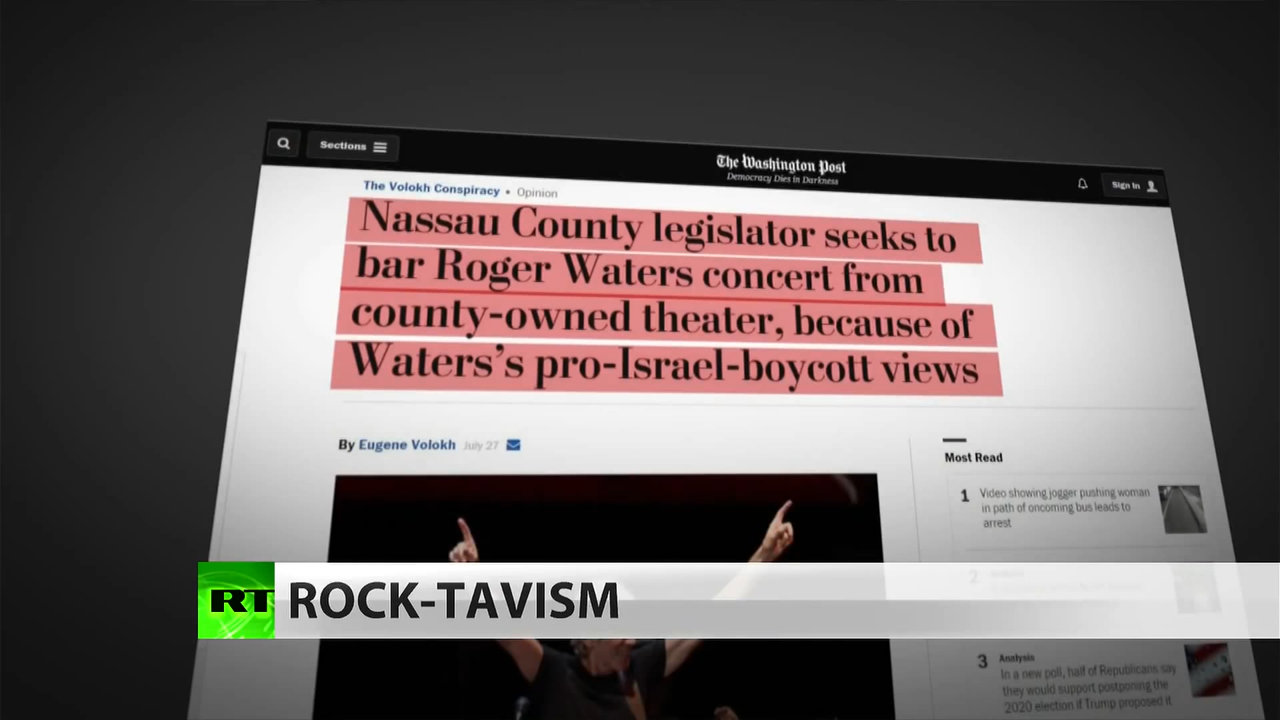 Sections
The Washington Post
Democracy Dies in Darkness
Sign In
The Volokh Conspiracy • Opinion
Nassau County legislator seeks to
bar Roger Waters concert from
county-owned theater, because of
Waters's pro-Israel-boycott views
By Eugene Volokh July 27
Most Read
1 Video showing jogger pushing woman
in path of oncoming bus leads to
arrest
2
RT ROCK-TAVISM
3 Analysis
In a new poll, half of Republicans say
they would support postponing the
2020 election if Trump proposed it